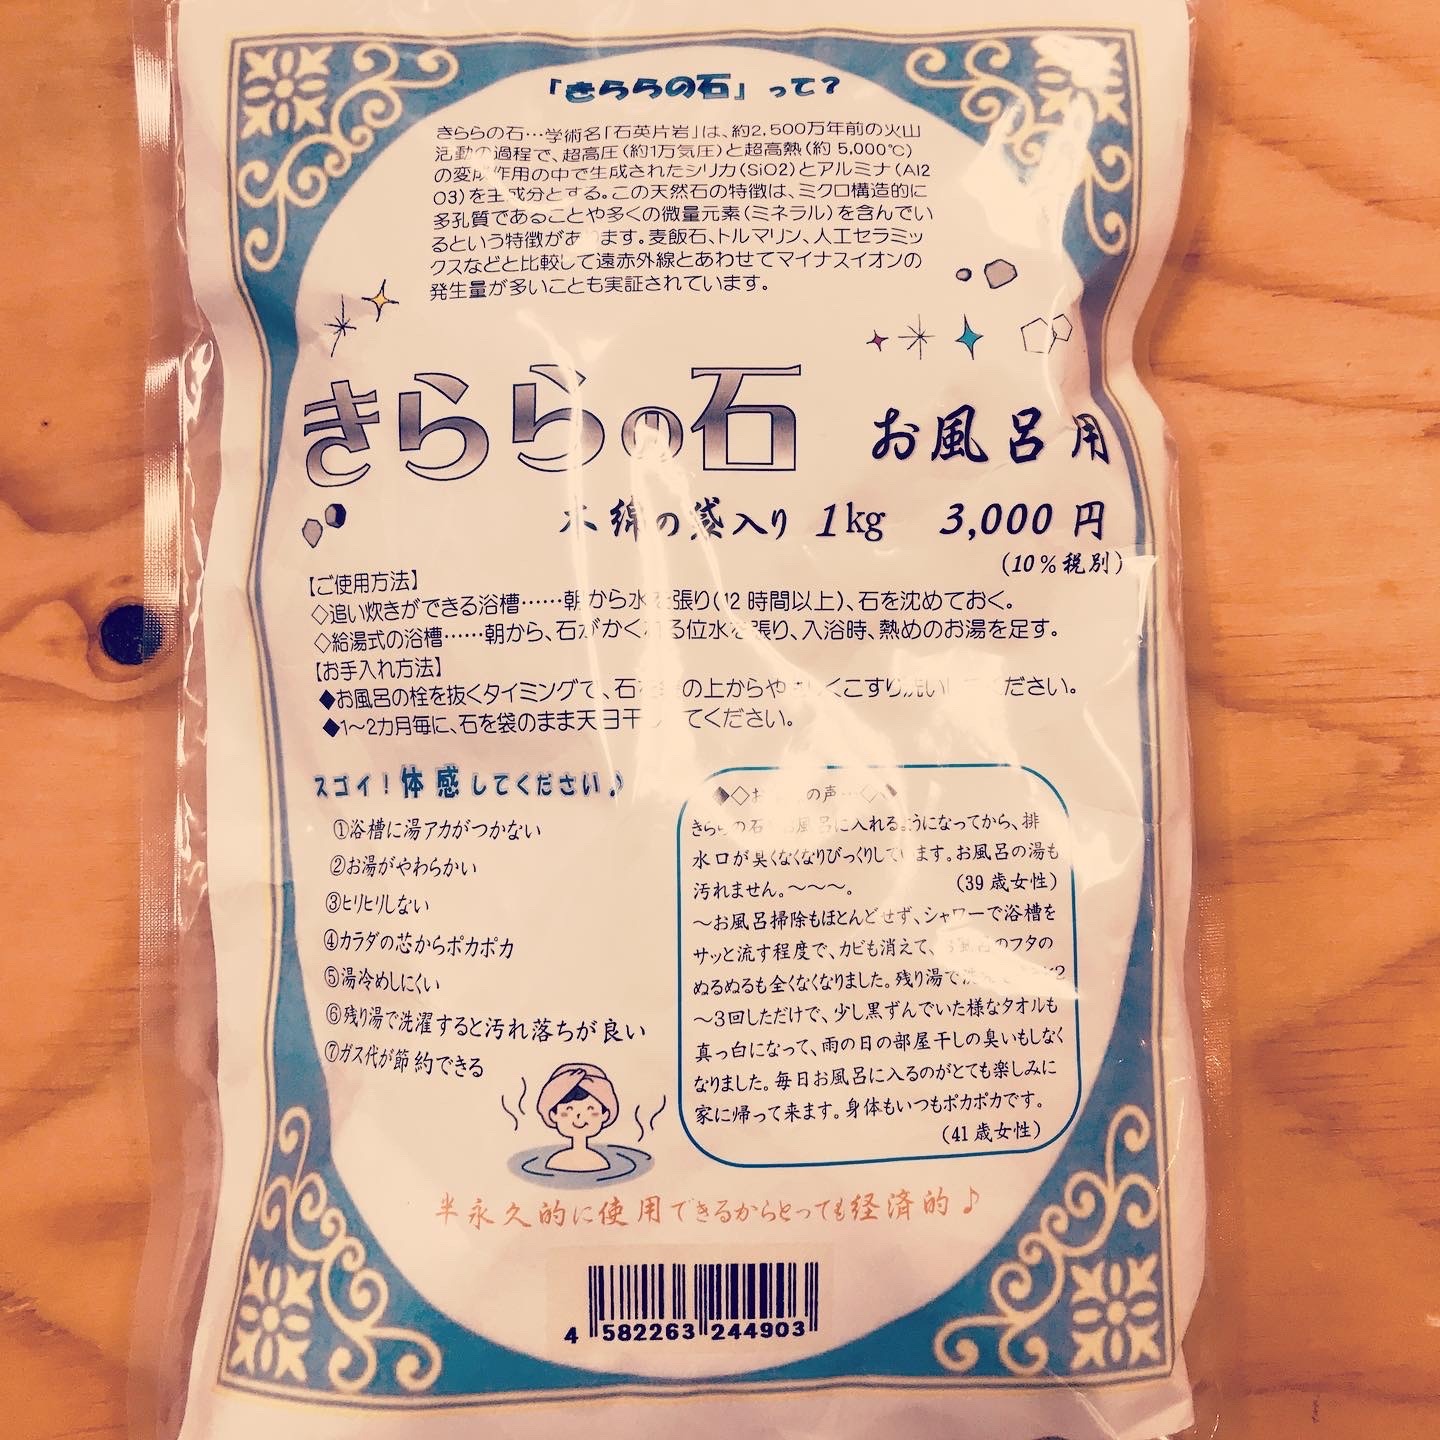 「きららの石」って？
きららの石…学術名「石英片岩」は、約2,500万年前の火山
活動の過程で、超高圧(約1万気圧)と超高熱(約 5,000℃)
の変成作用の中で生成されたシリカ(SiO2)とアルミナ(Al2
O3)を主成分とする。この天然石の特徴は、ミクロ構造的に
多孔質であることや多くの微量元素(ミネラル)を含んでい
るという特徴があります。麦飯石、トルマリン、人工セラミッ
クスなどと比較して遠赤外線とあわせてマイナスイオンの
発生量が多いことも実証されています。
きららの石 お風呂用
木綿の袋入り 1kg 3,000 円
(10%税別)
【ご使用方法】
◇追い炊きができる浴槽……朝から水を張り(12 時間以上)、石を沈めておく。
◇給湯式の浴槽……朝から、石がかくれる位水を張り、入浴時、熱めのお湯を足す。
【お手入れ方法】
◆お風呂の栓を抜くタイミングで、石を の上からや しくこすり洗いし ください。
◆1～2カ月毎に、石を袋のまま天日干ししてください。
スゴイ！体感してください♪
①浴槽に湯アカがつかない
②お湯がやわらかい
③ヒリヒリしない
④カラダの芯からポカポカ
⑤湯冷めしにくい
⑥残り湯で洗濯すると汚れ落ちが良い
⑦ガス代が節約できる
◆◇お の声…◇◆
きららの石 お風呂に入れるようになってから、排
水口が臭くなくなりびっくりしています。お風呂の湯も
汚れません。～～～。 (39 歳女性)
～お風呂掃除もほとんどせず、シャワーで浴槽を
サッと流す程度で、カビも消えて、お風呂のフタの
ぬるぬるも全くなくなりました。残り湯で洗 2
～3回しただけで、少し黒ずんでいた様なタオルも
真っ白になって、雨の日の部屋干しの臭いもしなく
なりました。毎日お風呂に入るのがとても楽しみに
家に帰って来ます。身体もいつもポカポカです。
(41 歳女性)
半永久的に使用できるからとっても経済的♪
4 582263 244903